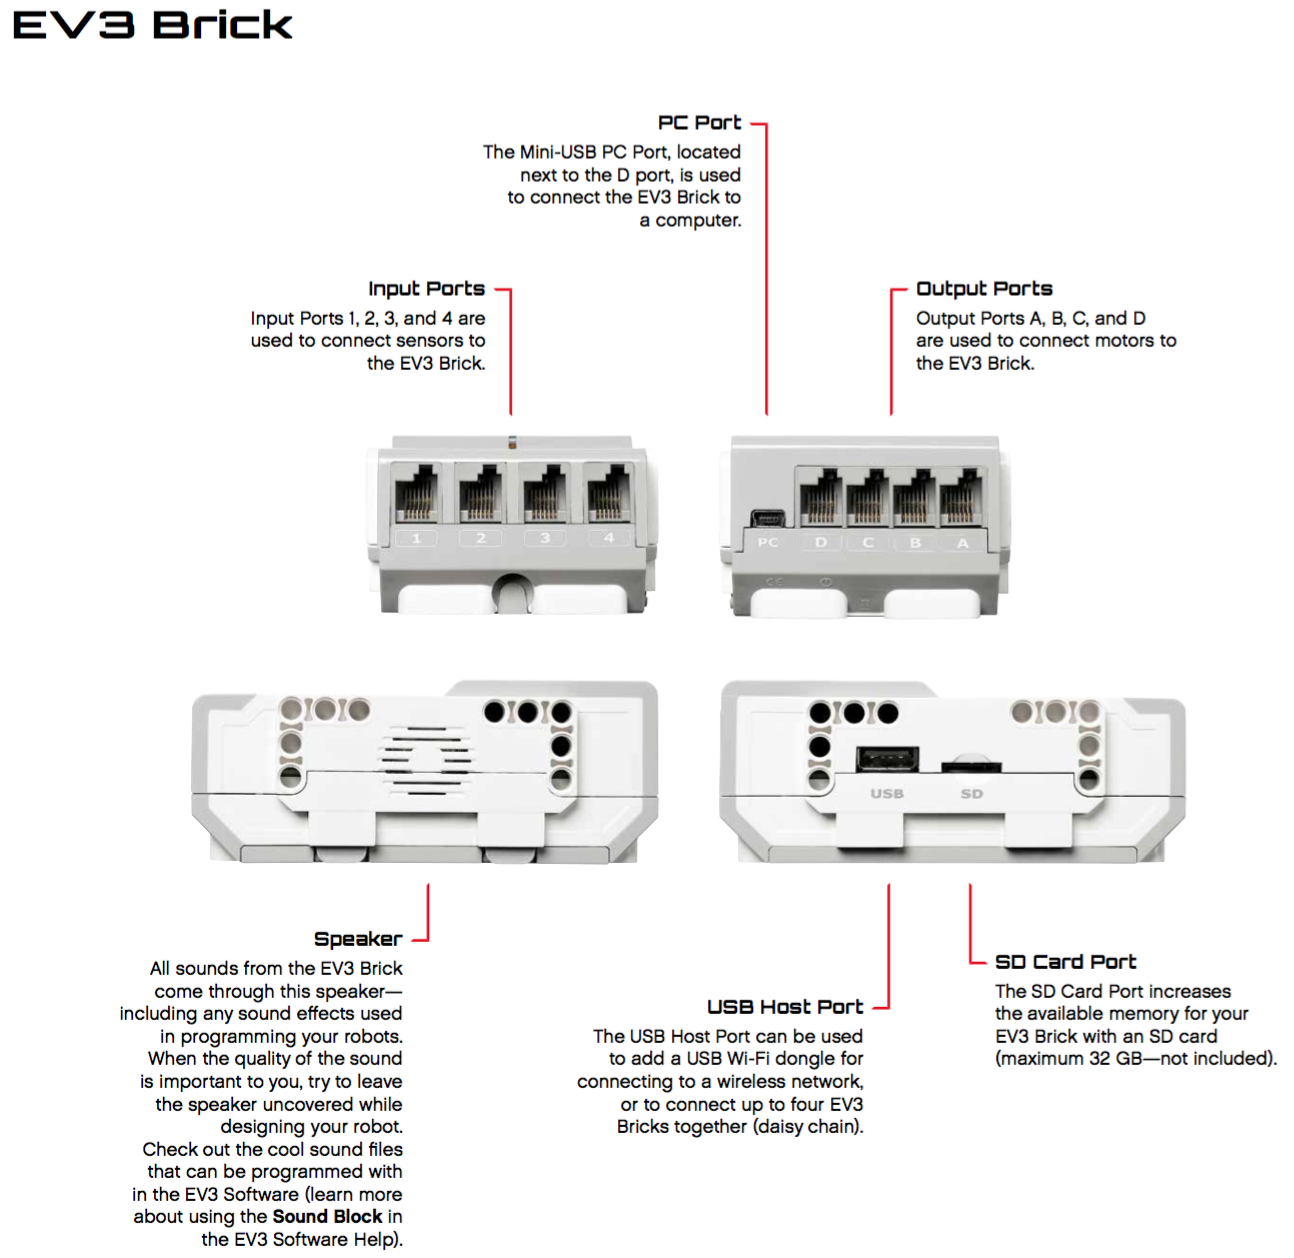 EV3 Brick
PC Port
The Mini-USB PC Port, located
next to the D port, is used
to connect the EV3 Brick to
a computer.
Input Ports
Input Ports 1, 2, 3, and 4 are
used to connect sensors to
the EV3 Brick.
Output Ports
Output Ports A, B, C, and D
are used to connect motors to
the EV3 Brick.
1 2 3 4
PC D C B A
CE
USB SD
Speaker
All sounds from the EV3 Brick
come through this speaker—
including any sound effects used
in programming your robots.
When the quality of the sound
is important to you, try to leave
the speaker uncovered while
designing your robot.
Check out the cool sound files
that can be programmed with
in the EV3 Software (learn more
about using the Sound Block in
the EV3 Software Help).
USB Host Port
The USB Host Port can be used
to add a USB Wi-Fi dongle for
connecting to a wireless network,
or to connect up to four EV3
Bricks together (daisy chain).
SD Card Port
The SD Card Port increases
the available memory for your
EV3 Brick with an SD card
(maximum 32 GB—not included).